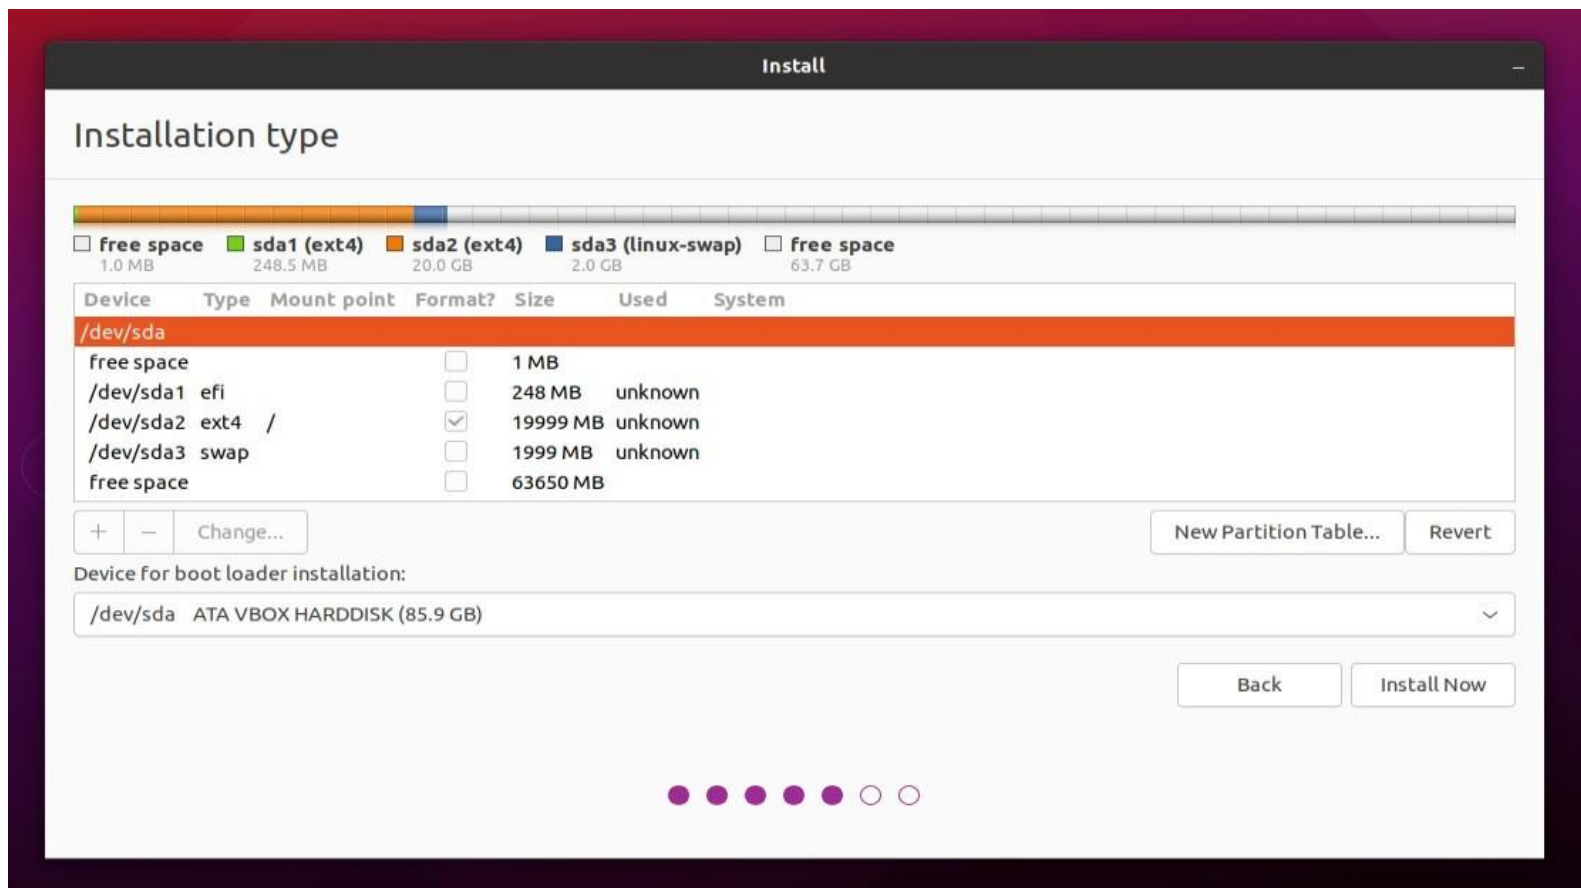 Install
Installation type
free space sda1 (ext4) sda2 (ext4) sda3 (linux-swap) free space
1.0 MB 248.5 MB 20.0 GB 2.0 GB 63.7 GB
Device Type Mount point Format? Size Used System
/dev/sda
free space 1 MB
/dev/sda1 efi 248 MB unknown
/dev/sda2 ext4 / 19999 MB unknown
/dev/sda3 swap 1999 MB unknown
free space 63650 MB
+ – Change... New Partition Table... Revert
Device for boot loader installation:
/dev/sda ATA VBOX HARDDISK (85.9 GB)
Back Install Now